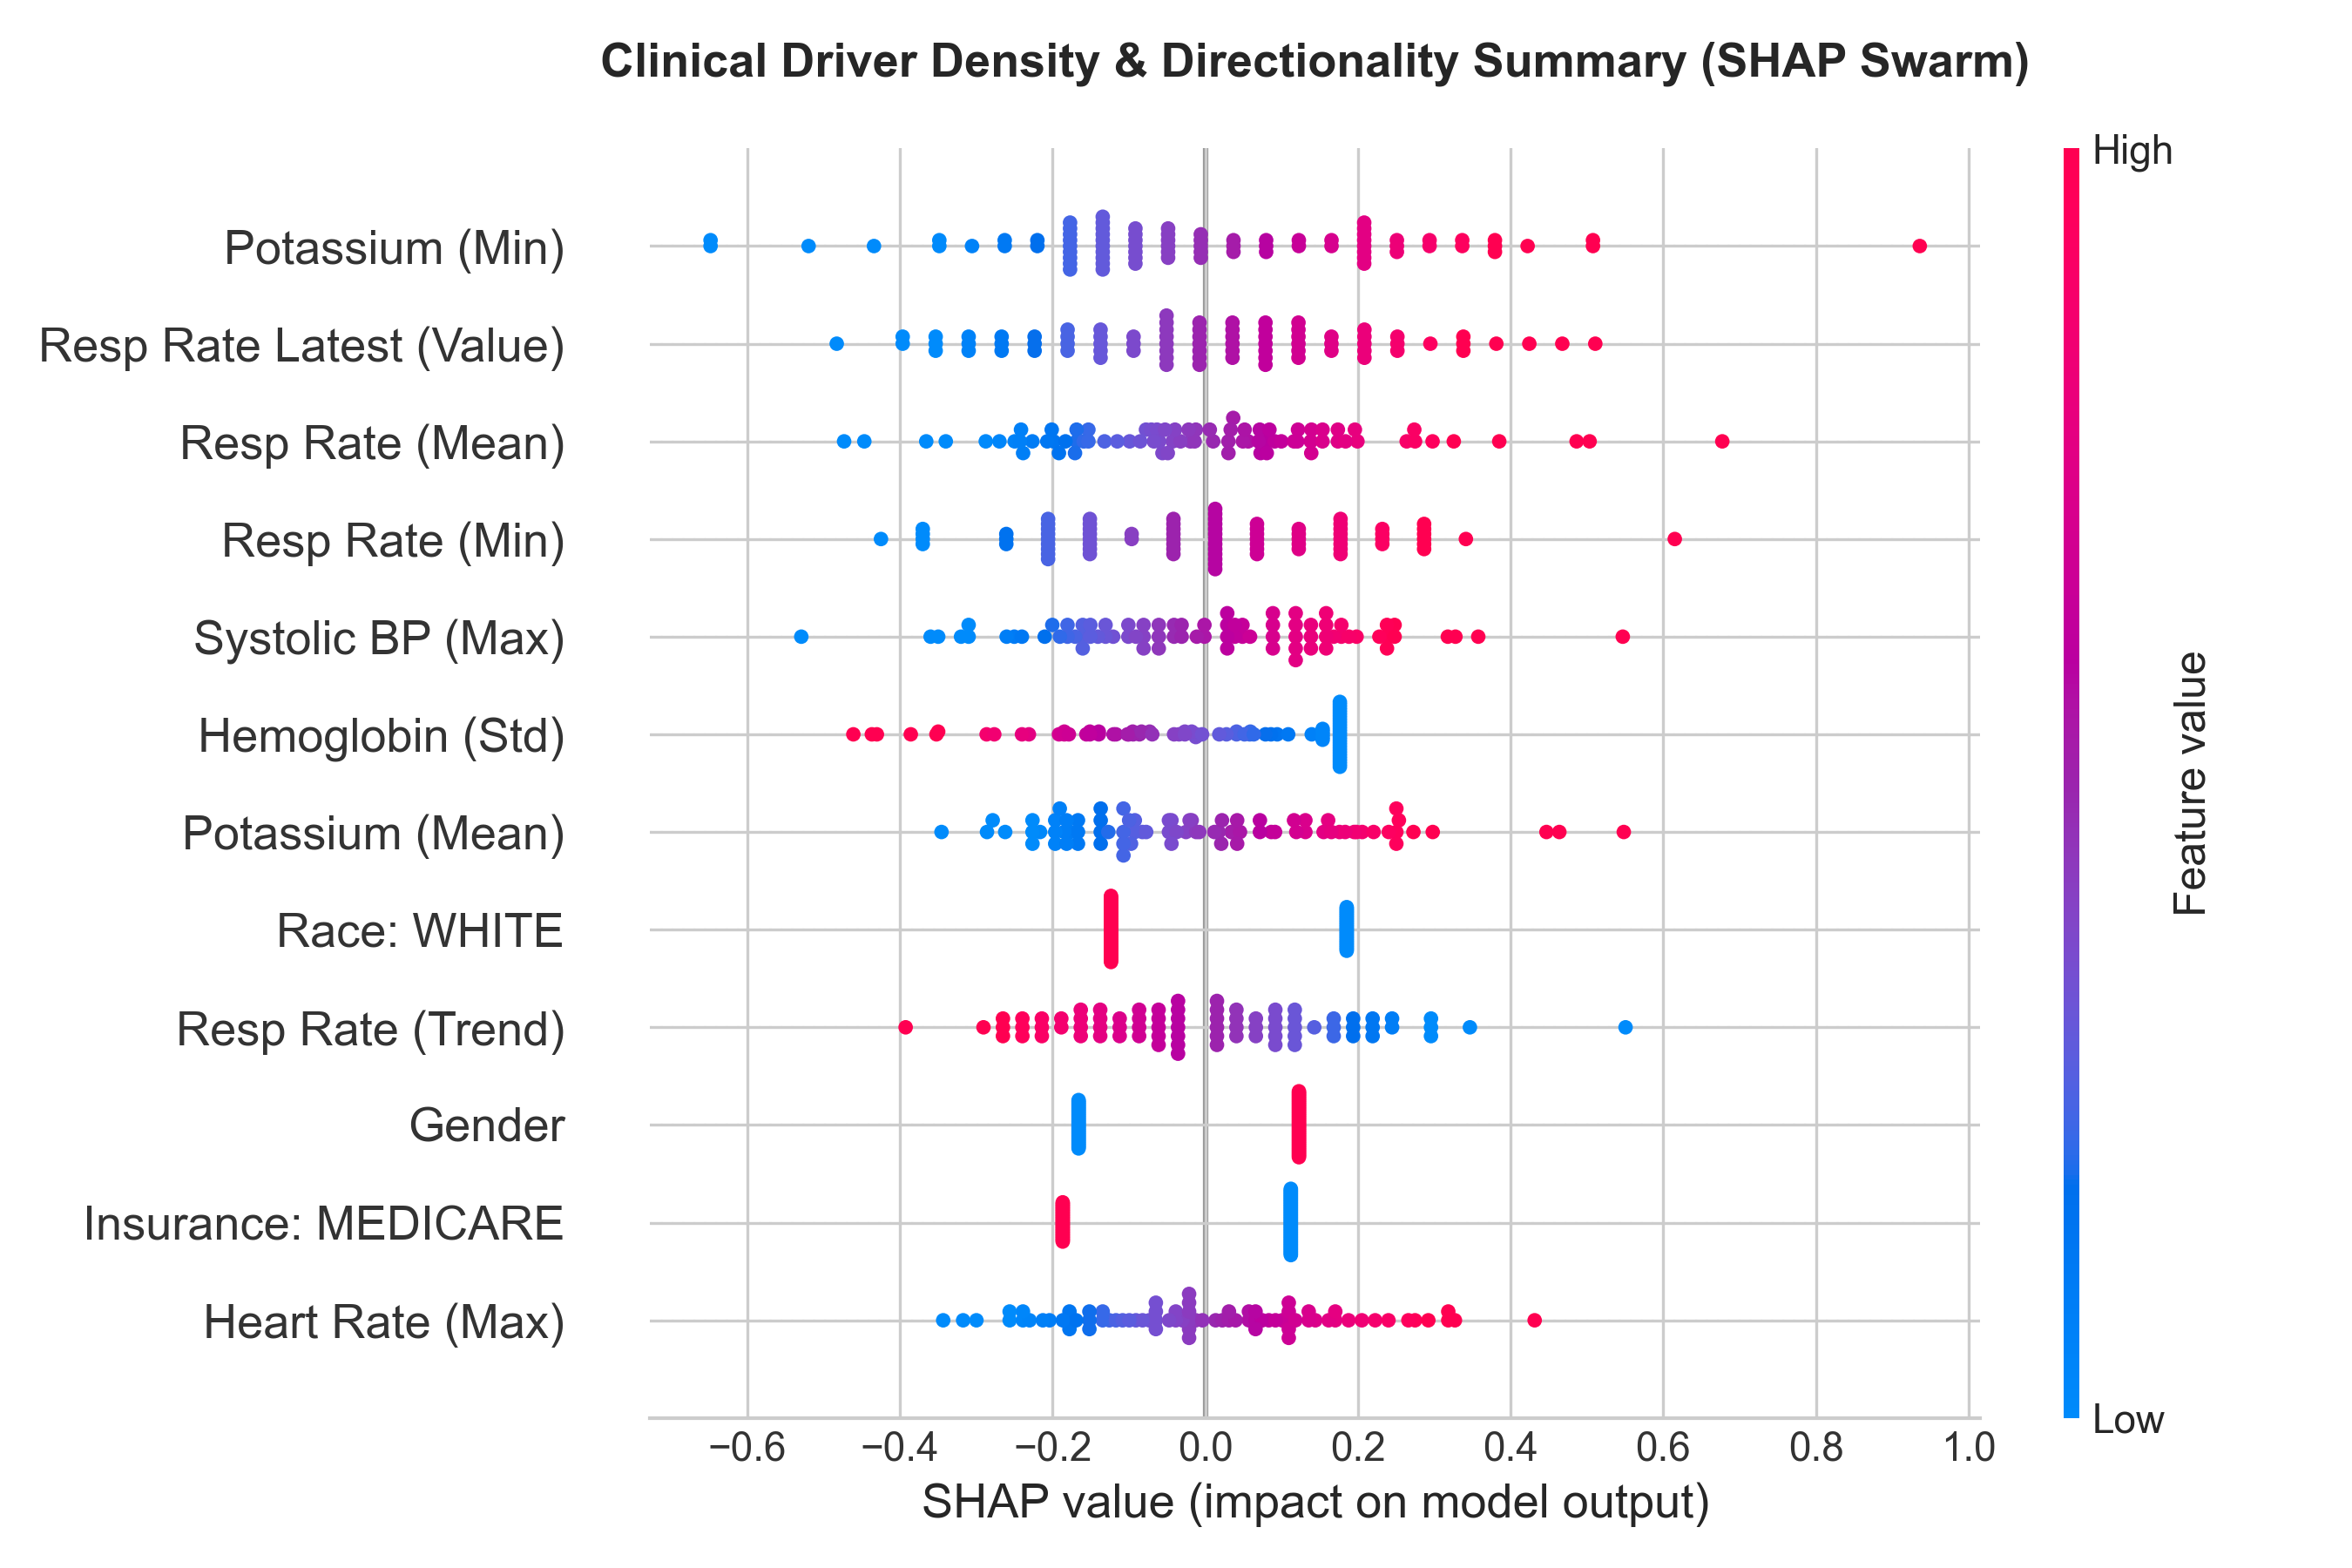 Clinical Driver Density & Directionality Summary (SHAP Swarm)
High
Potassium (Min)
Resp Rate Latest (Value)
Resp Rate (Mean)
Resp Rate (Min)
Systolic BP (Max)
Hemoglobin (Std)
Potassium (Mean)
Race: WHITE
Resp Rate (Trend)
Gender
Insurance: MEDICARE
Heart Rate (Max)
Feature value
Low
−0.6 −0.4 −0.2 0.0 0.2 0.4 0.6 0.8 1.0
SHAP value (impact on model output)